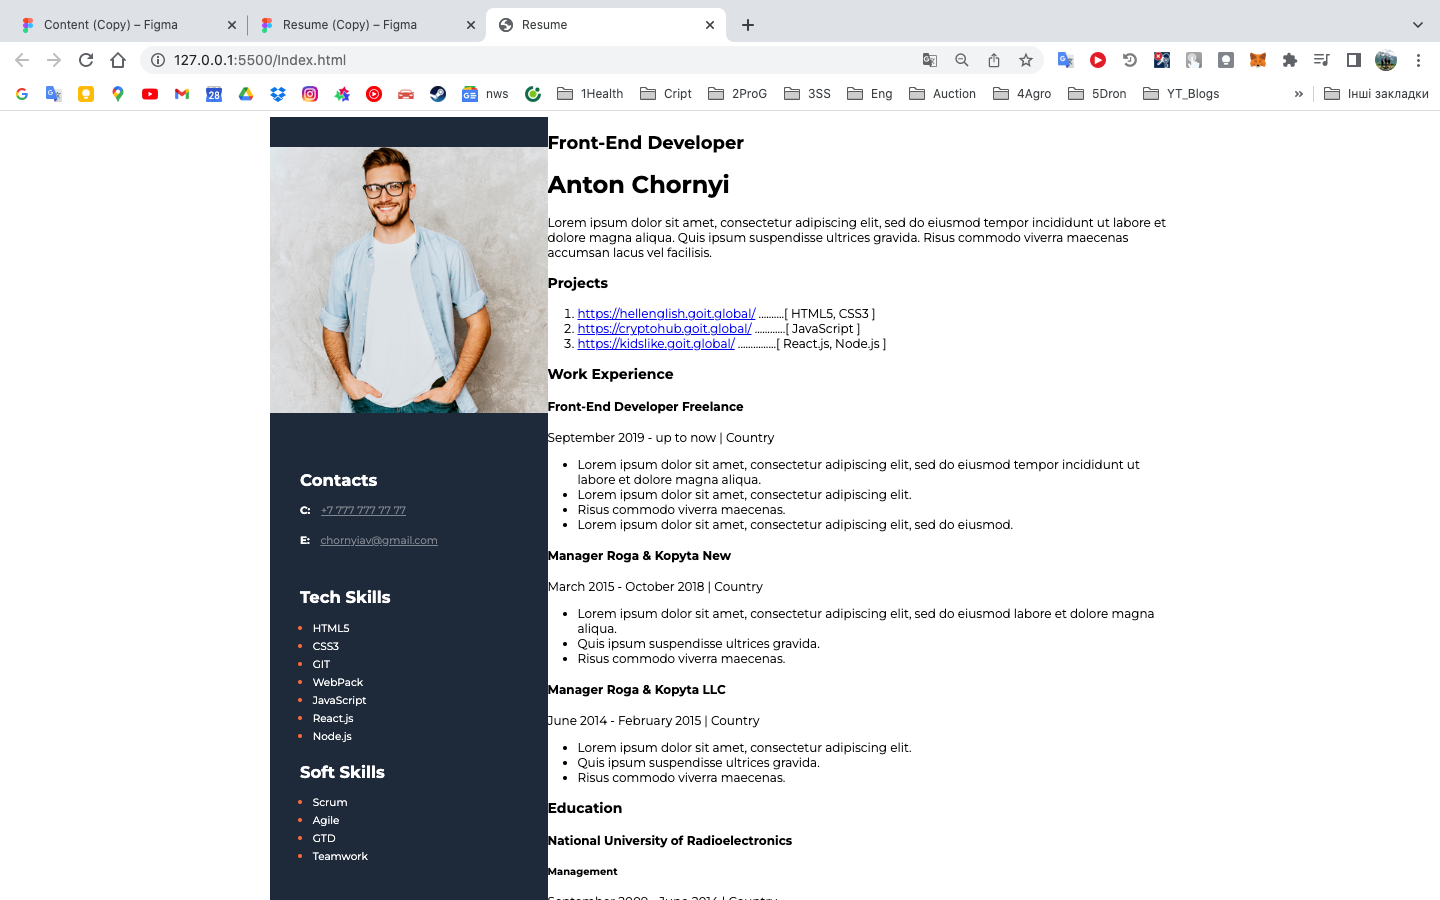 Content (Copy) – Figma
Resume (Copy) – Figma
Resume
127.0.0.1:5500/Index.html
28
nws
1Health
Cript
2ProG
3SS
Eng
Auction
4Agro
5Dron
YT_Blogs
»
Інші закладки
Contacts
C: +7 777 777 77 77
E: chornyiav@gmail.com
Tech Skills
HTML5
CSS3
GIT
WebPack
JavaScript
React.js
Node.js
Soft Skills
Scrum
Agile
GTD
Teamwork
Front-End Developer
Anton Chornyi
Lorem ipsum dolor sit amet, consectetur adipiscing elit, sed do eiusmod tempor incididunt ut labore et
dolore magna aliqua. Quis ipsum suspendisse ultrices gravida. Risus commodo viverra maecenas
accumsan lacus vel facilisis.
Projects
1. https://hellenglish.goit.global/ ..........[ HTML5, CSS3 ]
2. https://cryptohub.goit.global/ ............[ JavaScript ]
3. https://kidslike.goit.global/ ...............[ React.js, Node.js ]
Work Experience
Front-End Developer Freelance
September 2019 - up to now | Country
• Lorem ipsum dolor sit amet, consectetur adipiscing elit, sed do eiusmod tempor incididunt ut
labore et dolore magna aliqua.
• Lorem ipsum dolor sit amet, consectetur adipiscing elit.
• Risus commodo viverra maecenas.
• Lorem ipsum dolor sit amet, consectetur adipiscing elit, sed do eiusmod.
Manager Roga & Kopyta New
March 2015 - October 2018 | Country
• Lorem ipsum dolor sit amet, consectetur adipiscing elit, sed do eiusmod labore et dolore magna
aliqua.
• Quis ipsum suspendisse ultrices gravida.
• Risus commodo viverra maecenas.
Manager Roga & Kopyta LLC
June 2014 - February 2015 | Country
• Lorem ipsum dolor sit amet, consectetur adipiscing elit.
• Quis ipsum suspendisse ultrices gravida.
• Risus commodo viverra maecenas.
Education
National University of Radioelectronics
Management
September 2009 - June 2014 | Country